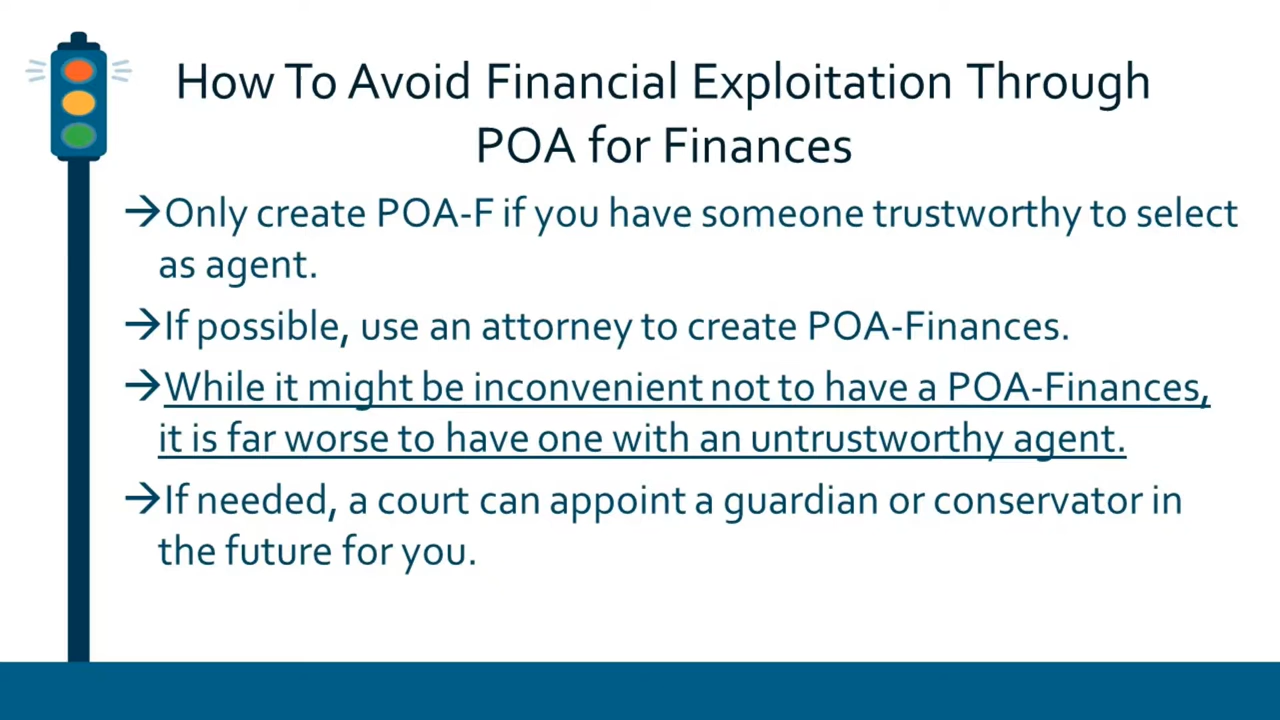 How To Avoid Financial Exploitation Through
POA for Finances
→Only create POA-F if you have someone trustworthy to select
as agent.
→If possible, use an attorney to create POA-Finances.
→While it might be inconvenient not to have a POA-Finances,
it is far worse to have one with an untrustworthy agent.
→If needed, a court can appoint a guardian or conservator in
the future for you.